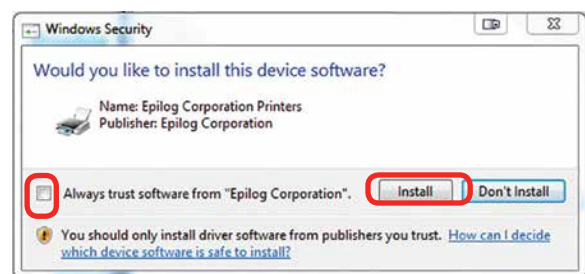 Windows Security
Would you like to install this device software?
Name: Epilog Corporation Printers
Publisher: Epilog Corporation
Always trust software from "Epilog Corporation".
Install
Don't Install
You should only install driver software from publishers you trust. How can I decide
which device software is safe to install?